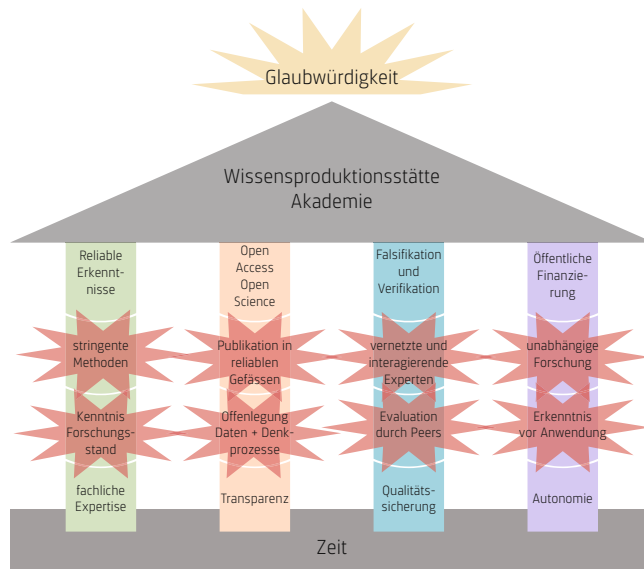 Glaubwürdigkeit
Wissensproduktionsstätte
Akademie
Reliable
Erkennt-
nisse
stringente
Methoden
Kenntnis
Forschungs-
stand
fachliche
Expertise
Open
Access
Open
Science
Publikation in
reliablen
Gefässen
Offenlegung
Daten + Denk-
prozesse
Transparenz
Falsifikation
und
Verifikation
vernetzte und
interagierende
Experten
Evaluation
durch Peers
Qualitäts-
sicherung
Öffentliche
Finanzie-
rung
unabhängige
Forschung
Erkenntnis
vor Anwendung
Autonomie
Zeit